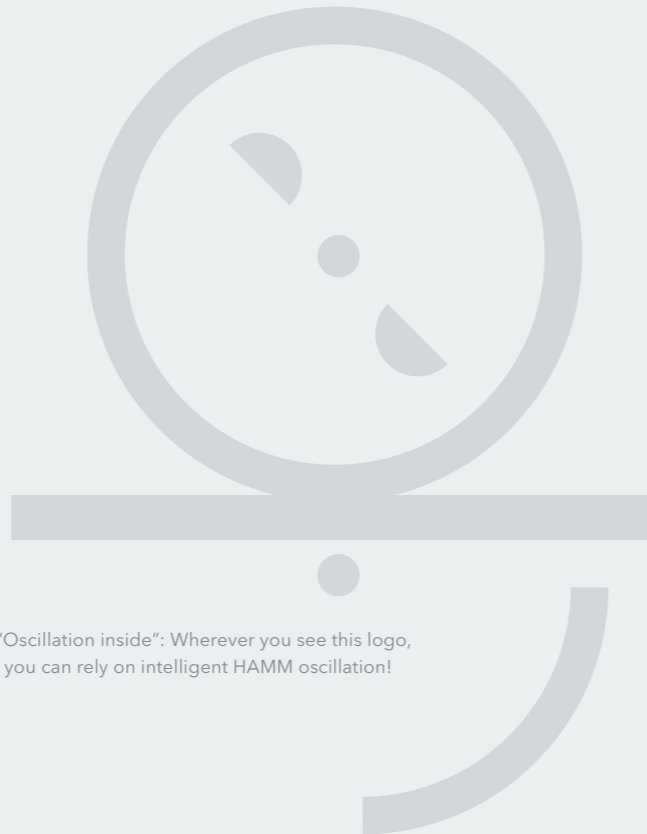 "Oscillation inside": Wherever you see this logo,
you can rely on intelligent HAMM oscillation!